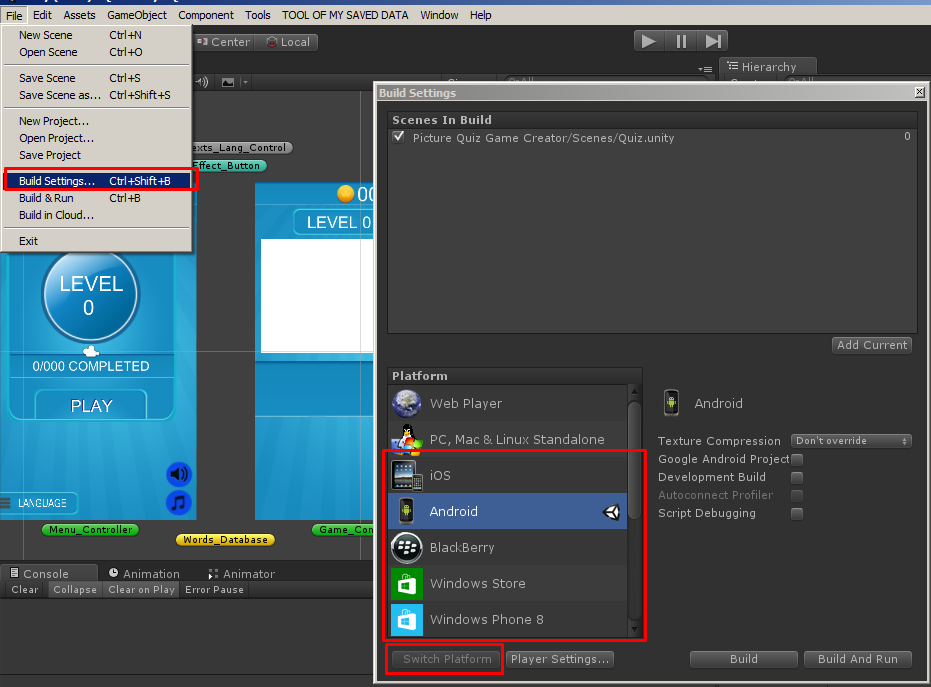 File Edit Assets GameObject Component Tools TOOL OF MY SAVED DATA Window Help
New Scene Ctrl+N
Open Scene Ctrl+O
Save Scene Ctrl+S
Save Scene as... Ctrl+Shift+S
New Project...
Open Project...
Save Project
Build Settings... Ctrl+Shift+B
Build & Run Ctrl+B
Build in Cloud...
Exit
Center Local
Hierarchy
exts_Lang_Control
Effect_Button
00
LEVEL 0
LEVEL
0
0/000 COMPLETED
PLAY
LANGUAGE
Menu_Controller
Words_Database
Game_Con
Console Animation Animator
Clear Collapse Clear on Play Error Pause
Build Settings
Scenes In Build
Picture Quiz Game Creator/Scenes/Quiz.unity 0
Add Current
Platform
Web Player
PC, Mac & Linux Standalone
iOS
Android
BlackBerry
Windows Store
Windows Phone 8
Android
Texture Compression Don't override
Google Android Project
Development Build
Autoconnect Profiler
Script Debugging
Switch Platform Player Settings... Build Build And Run